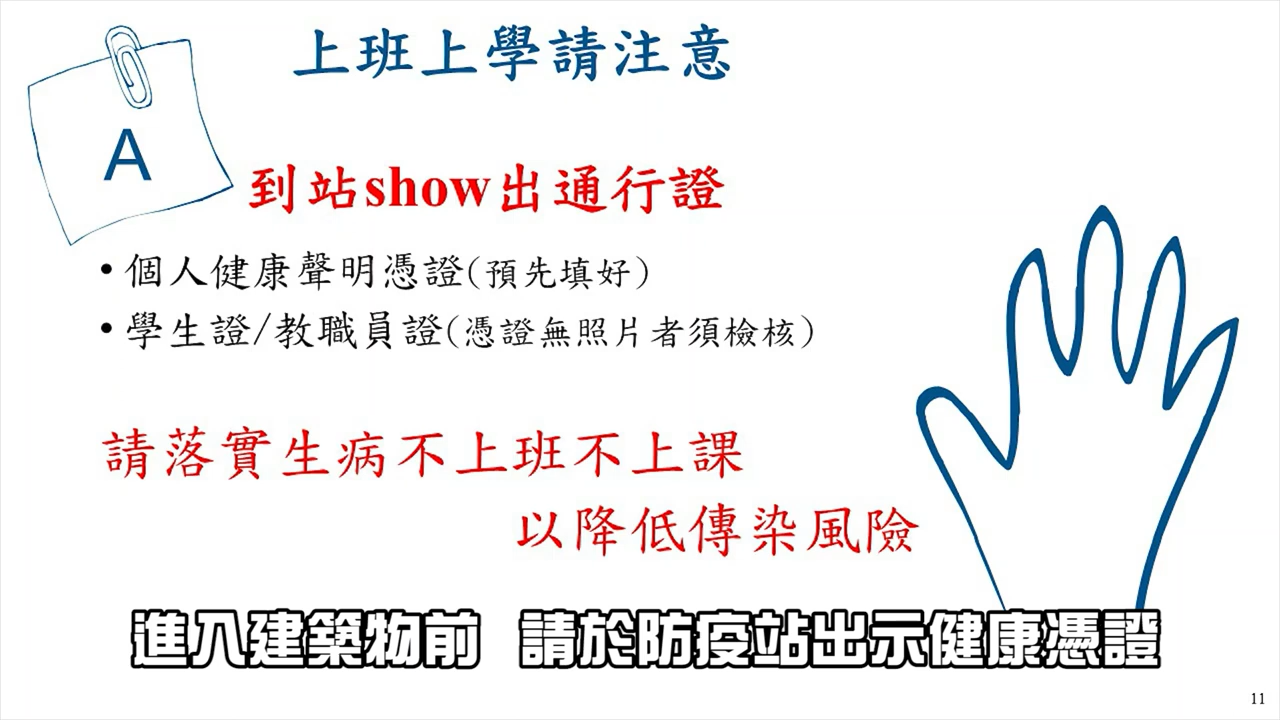 上班上學請注意
A
到站show出通行證
•個人健康聲明憑證(預先填好)
•學生證/教職員證(憑證無照片者須檢核)
請落實生病不上班不上課
以降低傳染風險
進入建築物前 請於防疫站出示健康憑證
11